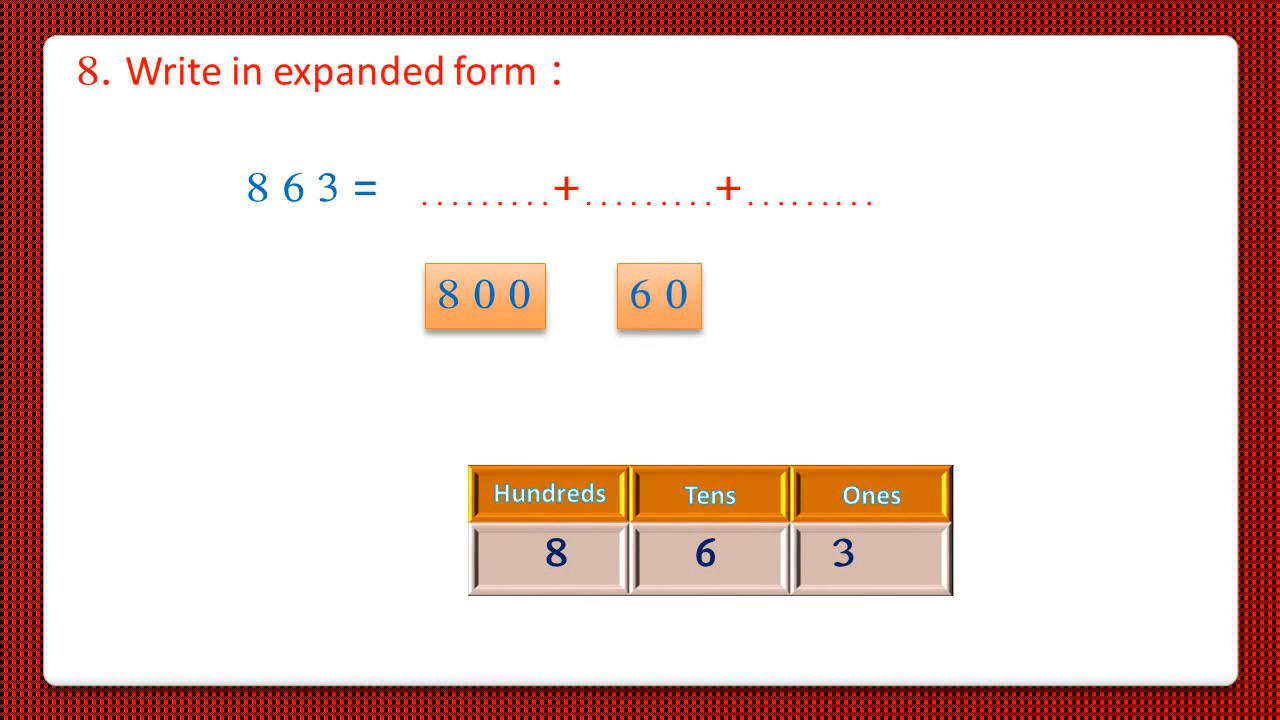 8. Write in expanded form :
8 6 3 = .........+.........+.........
8 0 0 6 0
Hundreds Tens Ones
8 6 3